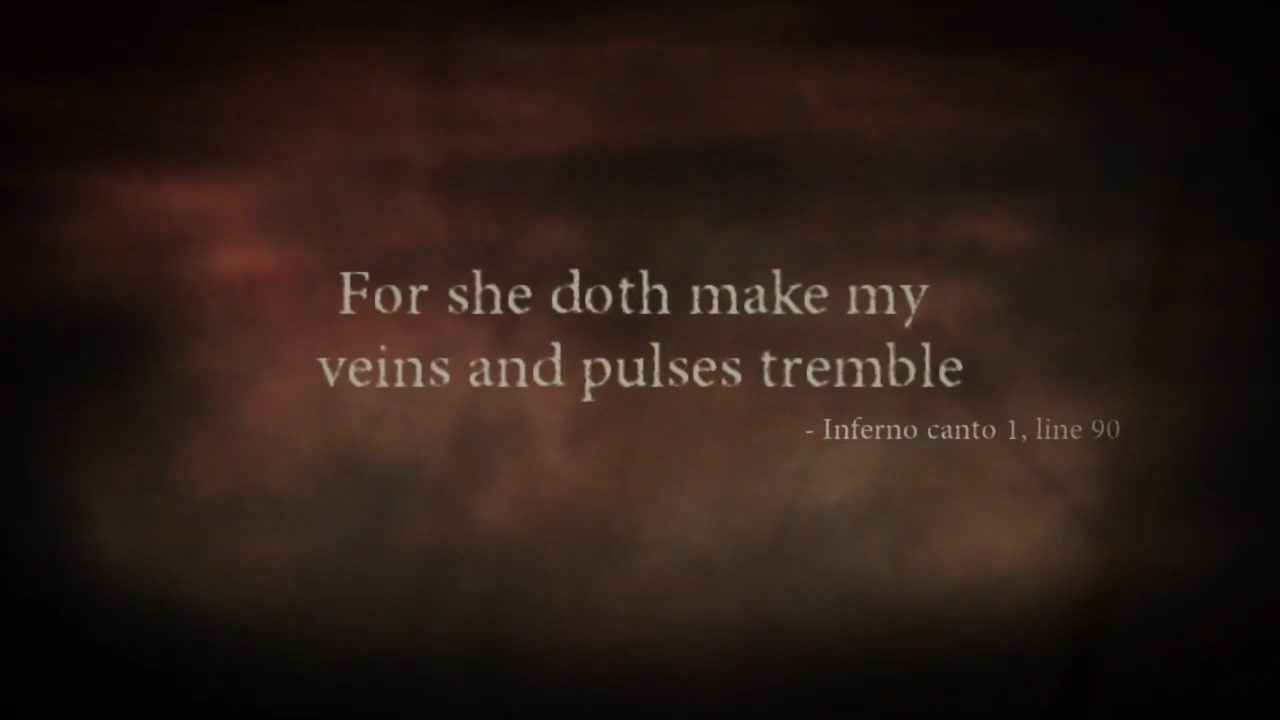 For she doth make my
veins and pulses tremble
- Inferno canto 1, line 90